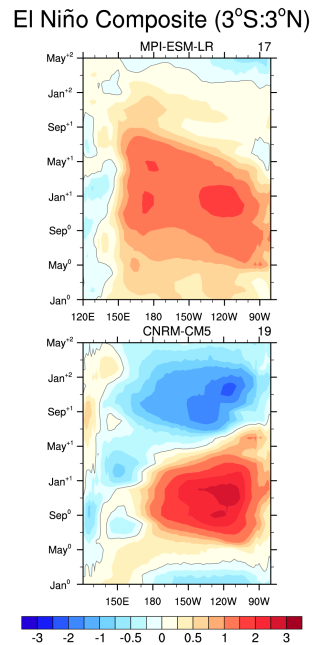 El Niño Composite (3°S:3°N)
MPI-ESM-LR 17
May⁺²
Jan⁺²
Sep⁺¹
May⁺¹
Jan⁺¹
Sep⁰
May⁰
Jan⁰
120E 150E 180 150W 120W 90W
CNRM-CM5 19
May⁺²
Jan⁺²
Sep⁺¹
May⁺¹
Jan⁺¹
Sep⁰
May⁰
Jan⁰
150E 180 150W 120W 90W
-3 -2 -1 -0.5 0 0.5 1 2 3